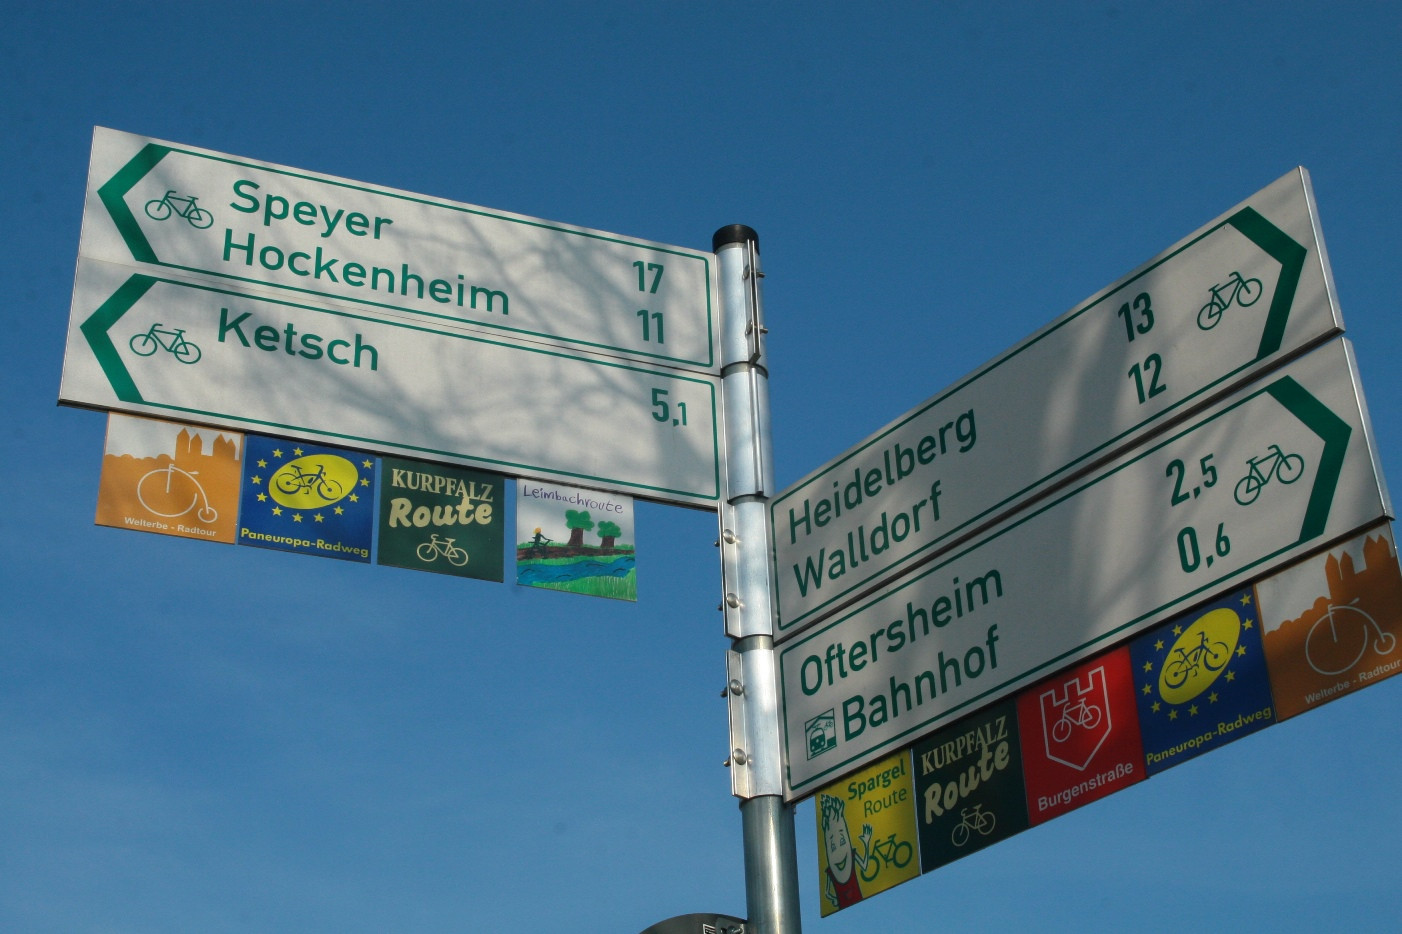 Speyer 17
Hockenheim 11
Ketsch 5,1
Welterbe - Radtour
Paneuropa-Radweg
KURPFALZ
Route
Leimbachroute
Heidelberg 13
Walldorf 12
Oftersheim 2,5
Bahnhof 0,6
Spargel
Route
KURPFALZ
Route
Burgenstraße
Paneuropa-Radweg
Welterbe - Radtour